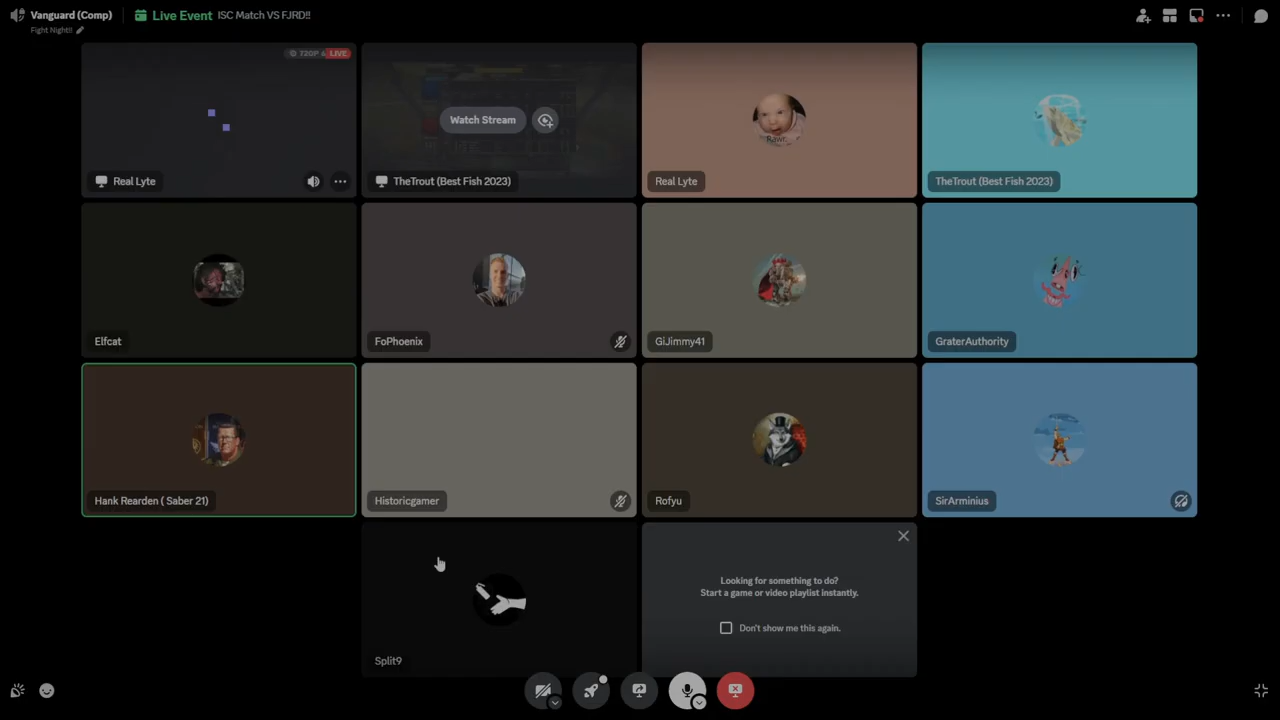 Vanguard (Comp)
Live Event
ISC Match VS FJRD!!
Fight Night!!
720P
LIVE
Watch Stream
Real Lyte
TheTrout (Best Fish 2023)
Rawr.
Real Lyte
TheTrout (Best Fish 2023)
Elfcat
FoPhoenix
GiJimmy41
GraterAuthority
Hank Rearden ( Saber 21)
Historicgamer
Rofyu
SirArminius
Looking for something to do?
Start a game or video playlist instantly.
Don't show me this again.
Split9